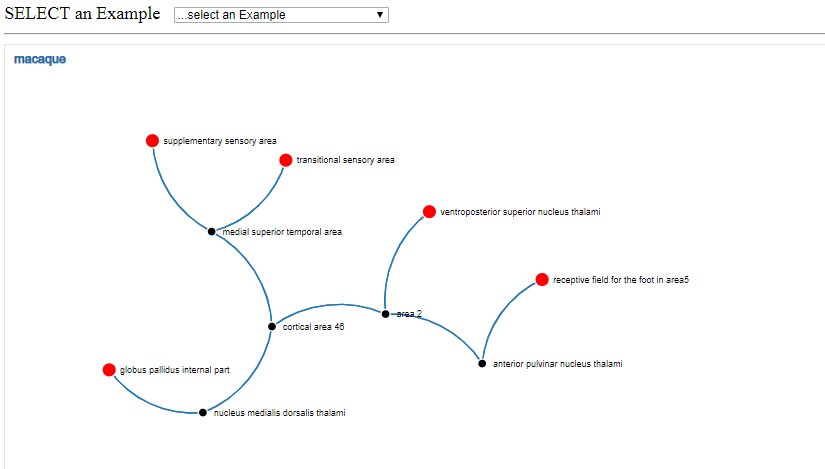 SELECT an Example
...select an Example
macaque
supplementary sensory area
transitional sensory area
ventroposterior superior nucleus thalami
medial superior temporal area
receptive field for the foot in area5
area 2
cortical area 46
anterior pulvinar nucleus thalami
globus pallidus internal part
nucleus medialis dorsalis thalami